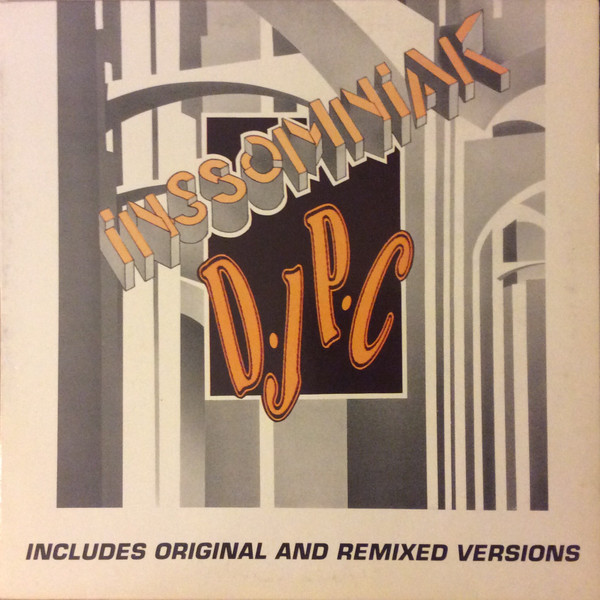 iNSSOMNiAK
D.J P.C
INCLUDES ORIGINAL AND REMIXED VERSIONS